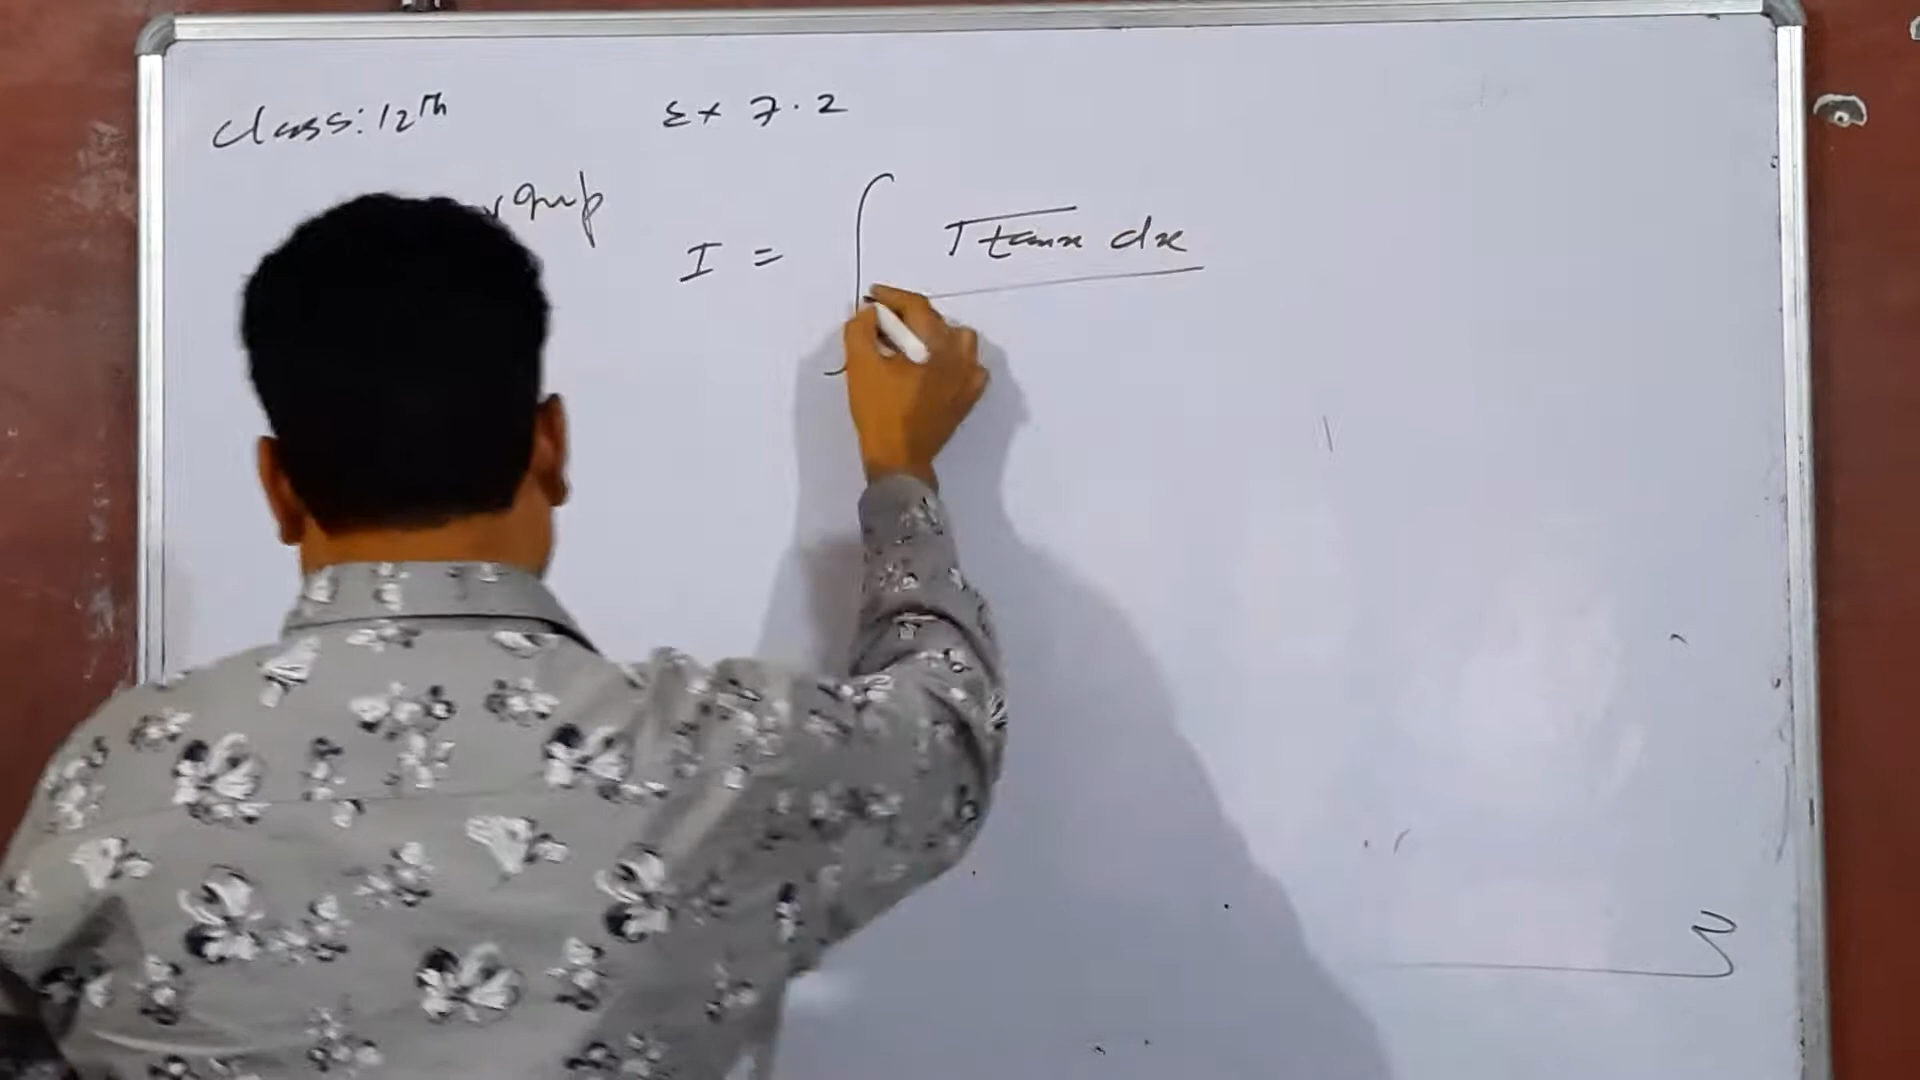 Class: 12th Ex 7.2
I = ∫ √tanx dx